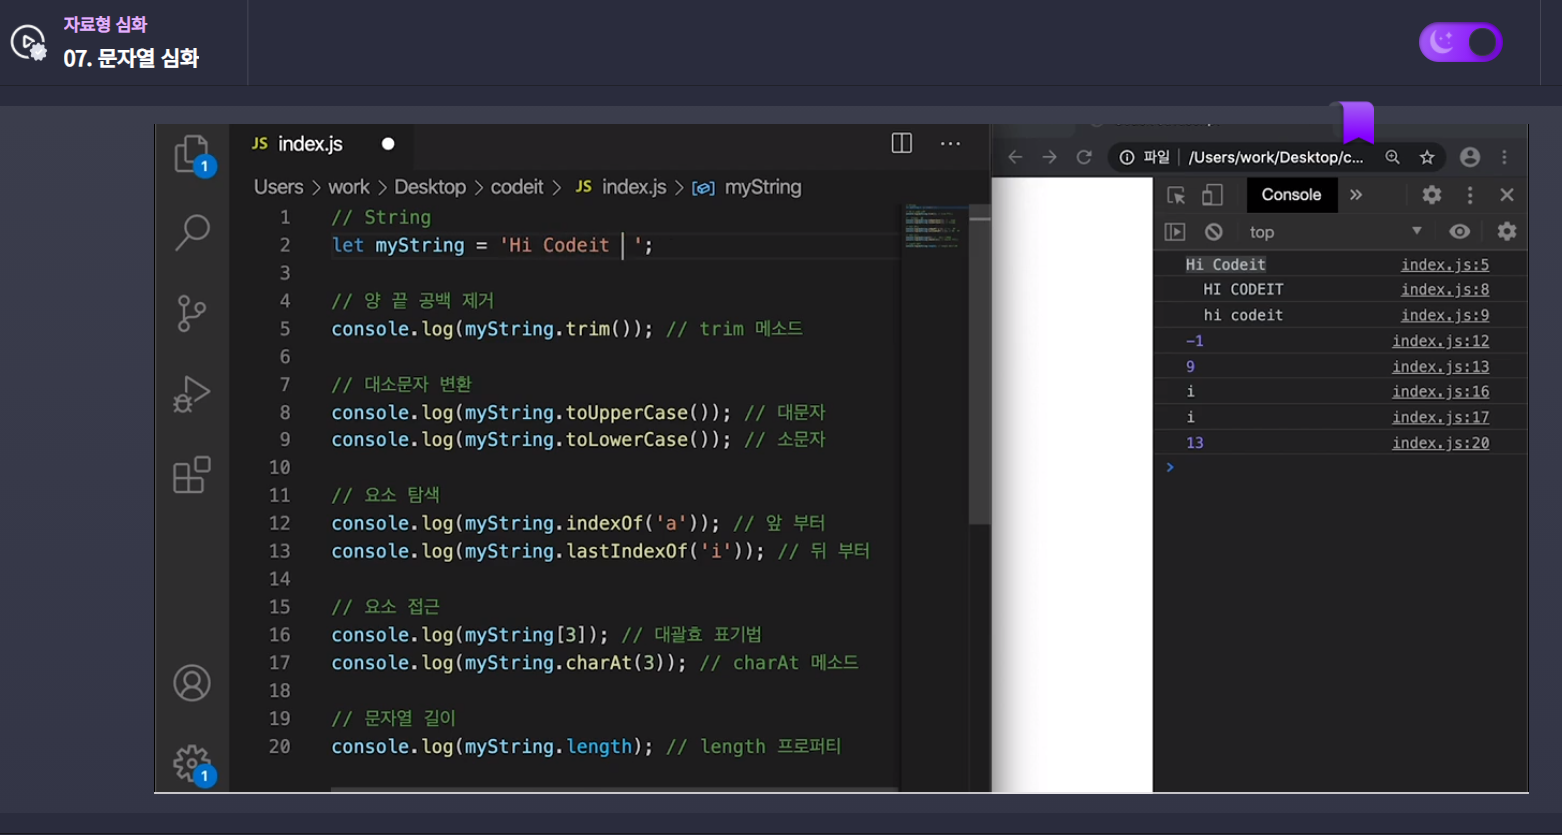 자료형 심화
07. 문자열 심화
JS index.js
Users > work > Desktop > codeit > JS index.js > myString
1 // String
2 let myString = 'Hi Codeit  ';
3
4 // 양 끝 공백 제거
5 console.log(myString.trim()); // trim 메소드
6
7 // 대소문자 변환
8 console.log(myString.toUpperCase()); // 대문자
9 console.log(myString.toLowerCase()); // 소문자
10
11 // 요소 탐색
12 console.log(myString.indexOf('a')); // 앞 부터
13 console.log(myString.lastIndexOf('i')); // 뒤 부터
14
15 // 요소 접근
16 console.log(myString[3]); // 대괄호 표기법
17 console.log(myString.charAt(3)); // charAt 메소드
18
19 // 문자열 길이
20 console.log(myString.length); // length 프로퍼티
1
1
파일 /Users/work/Desktop/c...
Console
top
Hi Codeit index.js:5
HI CODEIT index.js:8
hi codeit index.js:9
-1 index.js:12
9 index.js:13
i index.js:16
i index.js:17
13 index.js:20